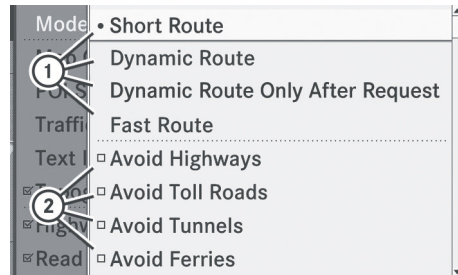 Mode
• Short Route
Dynamic Route
Dynamic Route Only After Request
Traffi
Fast Route
Text
Avoid Highways
Avoid Toll Roads
Avoid Tunnels
Read
Avoid Ferries
1
2